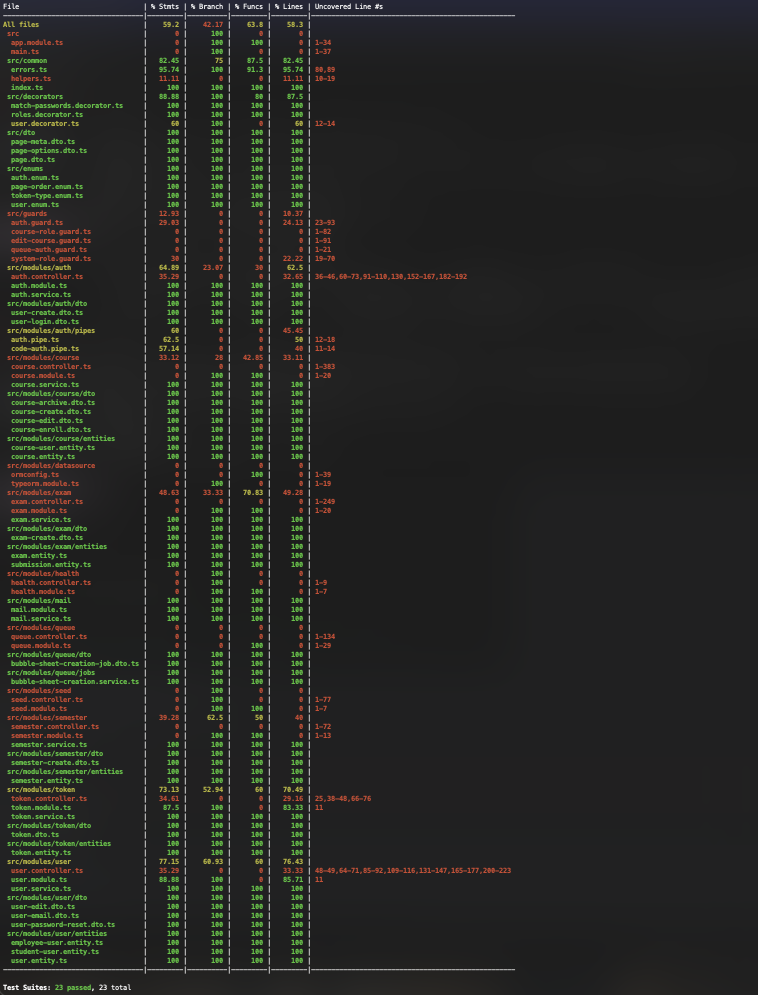 File | % Stmts | % Branch | % Funcs | % Lines | Uncovered Line #s
All files | 59.2 | 42.17 | 63.8 | 58.3 |
src | 0 | 100 | 0 | 0 |
app.module.ts | 0 | 100 | 100 | 0 | 1-34
main.ts | 0 | 100 | 0 | 0 | 1-37
src/common | 82.45 | 75 | 87.5 | 82.45 |
errors.ts | 95.74 | 100 | 91.3 | 95.74 | 80,89
helpers.ts | 11.11 | 0 | 0 | 11.11 | 10-19
index.ts | 100 | 100 | 100 | 100 |
src/decorators | 88.88 | 100 | 80 | 87.5 |
match-passwords.decorator.ts | 100 | 100 | 100 | 100 |
roles.decorator.ts | 100 | 100 | 100 | 100 |
user.decorator.ts | 60 | 100 | 0 | 60 | 12-14
src/dto | 100 | 100 | 100 | 100 |
page-meta.dto.ts | 100 | 100 | 100 | 100 |
page-options.dto.ts | 100 | 100 | 100 | 100 |
page.dto.ts | 100 | 100 | 100 | 100 |
src/enums | 100 | 100 | 100 | 100 |
auth.enum.ts | 100 | 100 | 100 | 100 |
page-order.enum.ts | 100 | 100 | 100 | 100 |
token-type.enum.ts | 100 | 100 | 100 | 100 |
user.enum.ts | 100 | 100 | 100 | 100 |
src/guards | 12.93 | 0 | 0 | 10.37 |
auth.guard.ts | 29.03 | 0 | 0 | 24.13 | 23-93
course-role.guard.ts | 0 | 0 | 0 | 0 | 1-82
edit-course.guard.ts | 0 | 0 | 0 | 0 | 1-91
queue-auth.guard.ts | 0 | 0 | 0 | 0 | 1-21
system-role.guard.ts | 30 | 0 | 0 | 22.22 | 19-70
src/modules/auth | 64.89 | 23.07 | 30 | 62.5 |
auth.controller.ts | 35.29 | 0 | 0 | 32.65 | 36-46,60-73,91-110,130,152-167,182-192
auth.module.ts | 100 | 100 | 100 | 100 |
auth.service.ts | 100 | 100 | 100 | 100 |
src/modules/auth/dto | 100 | 100 | 100 | 100 |
user-create.dto.ts | 100 | 100 | 100 | 100 |
user-login.dto.ts | 100 | 100 | 100 | 100 |
src/modules/auth/pipes | 60 | 0 | 0 | 45.45 |
auth.pipe.ts | 62.5 | 0 | 0 | 50 | 12-18
code-auth.pipe.ts | 57.14 | 0 | 0 | 40 | 11-14
src/modules/course | 33.12 | 28 | 42.85 | 33.11 |
course.controller.ts | 0 | 0 | 0 | 0 | 1-383
course.module.ts | 0 | 100 | 100 | 0 | 1-20
course.service.ts | 100 | 100 | 100 | 100 |
src/modules/course/dto | 100 | 100 | 100 | 100 |
course-archive.dto.ts | 100 | 100 | 100 | 100 |
course-create.dto.ts | 100 | 100 | 100 | 100 |
course-edit.dto.ts | 100 | 100 | 100 | 100 |
course-enroll.dto.ts | 100 | 100 | 100 | 100 |
src/modules/course/entities | 100 | 100 | 100 | 100 |
course-user.entity.ts | 100 | 100 | 100 | 100 |
course.entity.ts | 100 | 100 | 100 | 100 |
src/modules/datasource | 0 | 0 | 0 | 0 |
ormconfig.ts | 0 | 0 | 100 | 0 | 1-39
typeorm.module.ts | 0 | 100 | 0 | 0 | 1-19
src/modules/exam | 48.63 | 33.33 | 70.83 | 49.28 |
exam.controller.ts | 0 | 0 | 0 | 0 | 1-249
exam.module.ts | 0 | 100 | 100 | 0 | 1-20
exam.service.ts | 100 | 100 | 100 | 100 |
src/modules/exam/dto | 100 | 100 | 100 | 100 |
exam-create.dto.ts | 100 | 100 | 100 | 100 |
src/modules/exam/entities | 100 | 100 | 100 | 100 |
exam.entity.ts | 100 | 100 | 100 | 100 |
submission.entity.ts | 100 | 100 | 100 | 100 |
src/modules/health | 0 | 100 | 0 | 0 |
health.controller.ts | 0 | 100 | 0 | 0 | 1-9
health.module.ts | 0 | 100 | 100 | 0 | 1-7
src/modules/mail | 100 | 100 | 100 | 100 |
mail.module.ts | 100 | 100 | 100 | 100 |
mail.service.ts | 100 | 100 | 100 | 100 |
src/modules/queue | 0 | 0 | 0 | 0 |
queue.controller.ts | 0 | 0 | 0 | 0 | 1-134
queue.module.ts | 0 | 0 | 100 | 0 | 1-29
src/modules/queue/dto | 100 | 100 | 100 | 100 |
bubble-sheet-creation-job.dto.ts | 100 | 100 | 100 | 100 |
src/modules/queue/jobs | 100 | 100 | 100 | 100 |
bubble-sheet-creation.service.ts | 100 | 100 | 100 | 100 |
src/modules/seed | 0 | 100 | 0 | 0 |
seed.controller.ts | 0 | 100 | 0 | 0 | 1-77
seed.module.ts | 0 | 100 | 100 | 0 | 1-7
src/modules/semester | 39.28 | 62.5 | 50 | 40 |
semester.controller.ts | 0 | 0 | 0 | 0 | 1-72
semester.module.ts | 0 | 100 | 100 | 0 | 1-13
semester.service.ts | 100 | 100 | 100 | 100 |
src/modules/semester/dto | 100 | 100 | 100 | 100 |
semester-create.dto.ts | 100 | 100 | 100 | 100 |
src/modules/semester/entities | 100 | 100 | 100 | 100 |
semester.entity.ts | 100 | 100 | 100 | 100 |
src/modules/token | 73.13 | 52.94 | 60 | 70.49 |
token.controller.ts | 34.61 | 0 | 0 | 29.16 | 25,38-48,66-76
token.module.ts | 87.5 | 100 | 0 | 83.33 | 11
token.service.ts | 100 | 100 | 100 | 100 |
src/modules/token/dto | 100 | 100 | 100 | 100 |
token.dto.ts | 100 | 100 | 100 | 100 |
src/modules/token/entities | 100 | 100 | 100 | 100 |
token.entity.ts | 100 | 100 | 100 | 100 |
src/modules/user | 77.15 | 60.93 | 60 | 76.43 |
user.controller.ts | 35.29 | 0 | 0 | 33.33 | 48-49,64-71,85-92,109-116,131-147,165-177,200-223
user.module.ts | 88.88 | 100 | 0 | 85.71 | 11
user.service.ts | 100 | 100 | 100 | 100 |
src/modules/user/dto | 100 | 100 | 100 | 100 |
user-edit.dto.ts | 100 | 100 | 100 | 100 |
user-email.dto.ts | 100 | 100 | 100 | 100 |
user-password-reset.dto.ts | 100 | 100 | 100 | 100 |
src/modules/user/entities | 100 | 100 | 100 | 100 |
employee-user.entity.ts | 100 | 100 | 100 | 100 |
student-user.entity.ts | 100 | 100 | 100 | 100 |
user.entity.ts | 100 | 100 | 100 | 100 |
Test Suites: 23 passed, 23 total